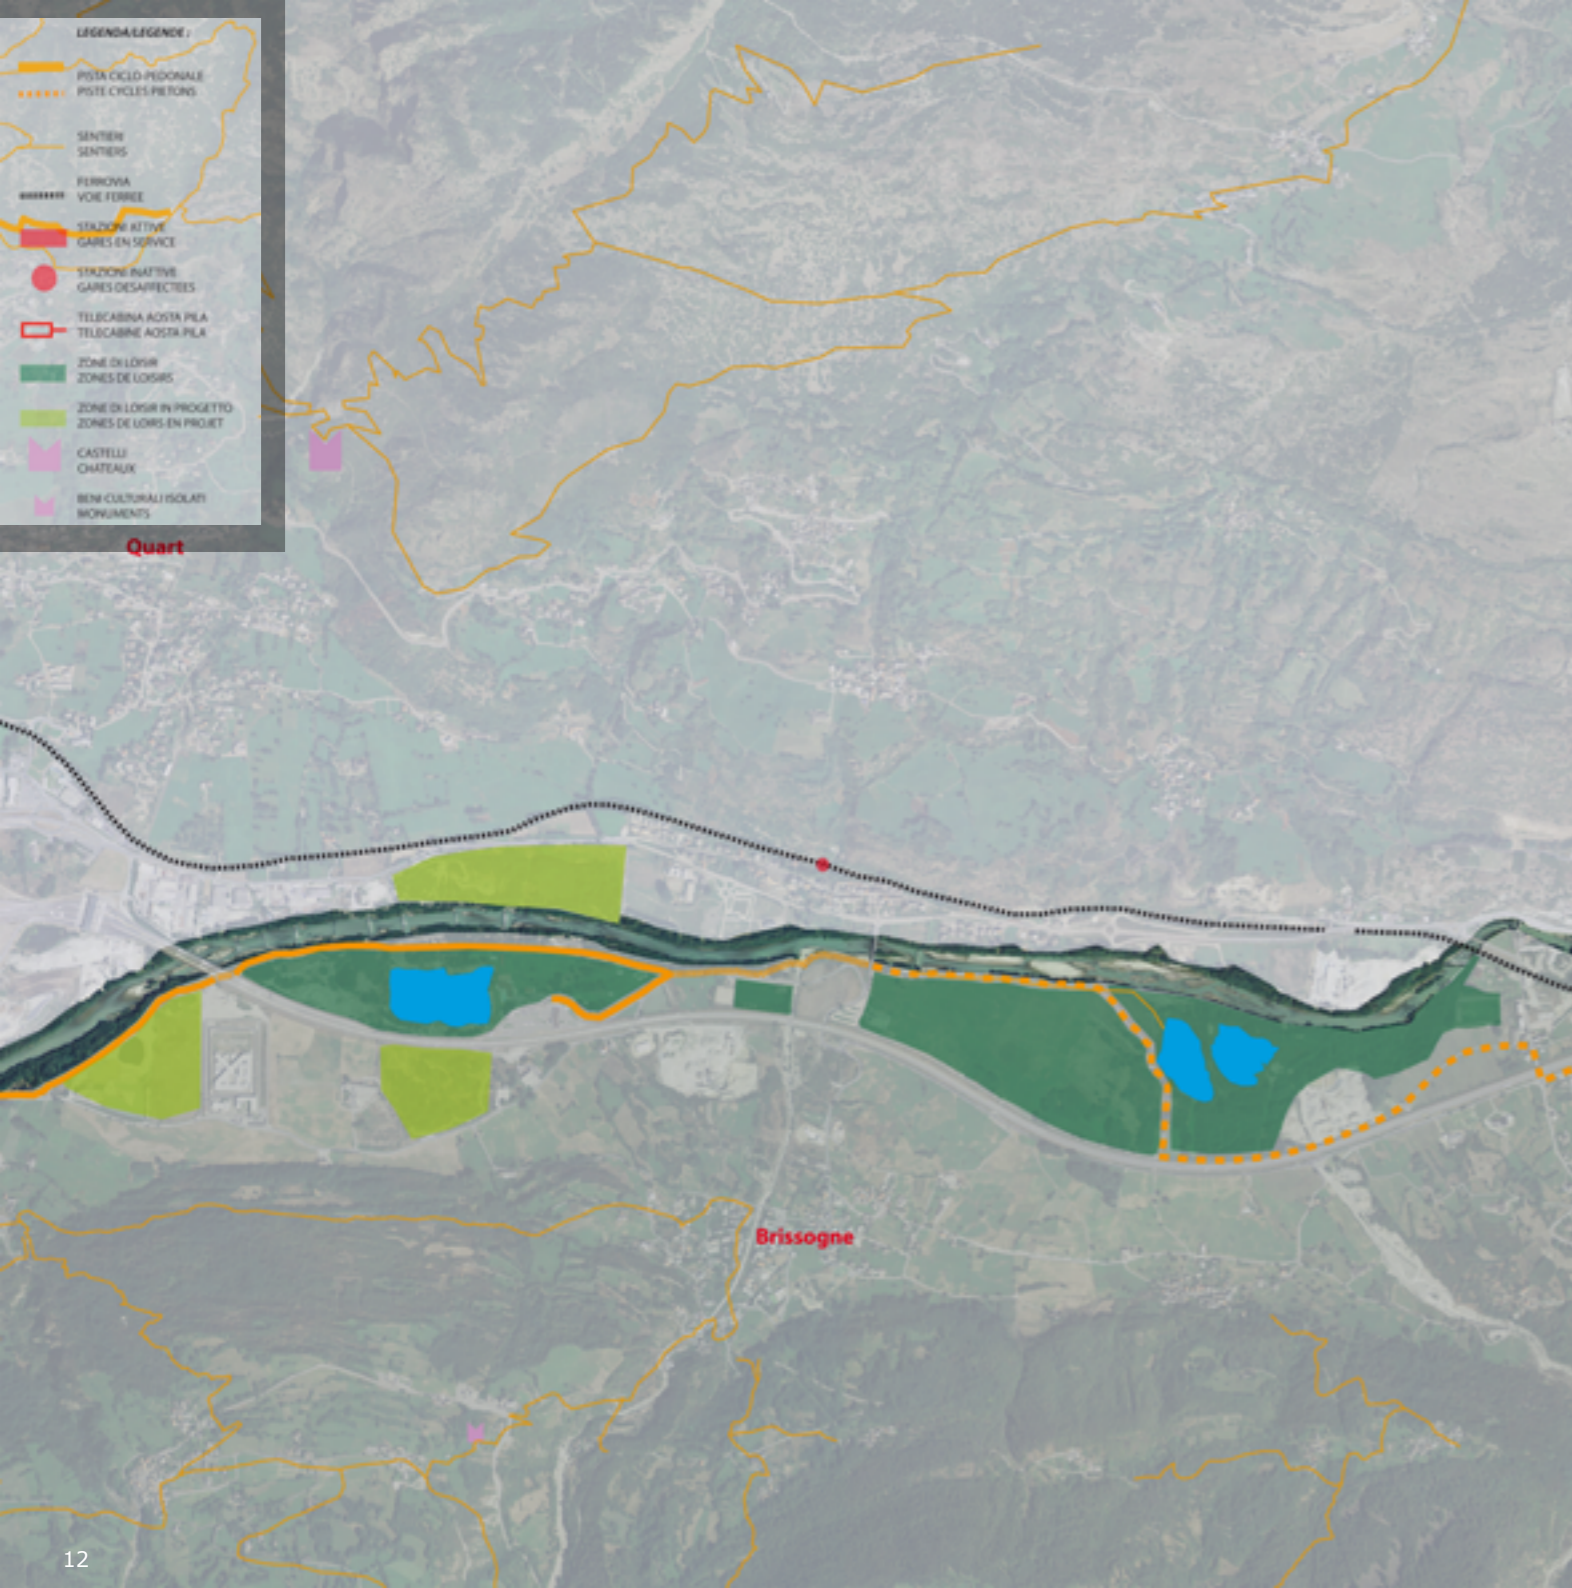 LEGENDA/LEGENDE :
PISTA CICLO-PEDONALE
PISTE CYCLES PIETONS
SENTIERI
SENTIERS
FERROVIA
VOIE FERREE
STAZIONI ATTIVE
GARES EN SERVICE
STAZIONI INATTIVE
GARES DESAFFECTEES
TELECABINA AOSTA PILA
TELECABINE AOSTA PILA
ZONE DI LOISIR
ZONES DE LOISIRS
ZONE DI LOISIR IN PROGETTO
ZONES DE LOIRS EN PROJET
CASTELLI
CHATEAUX
BENI CULTURALI ISOLATI
MONUMENTS
Quart
Brissogne
12